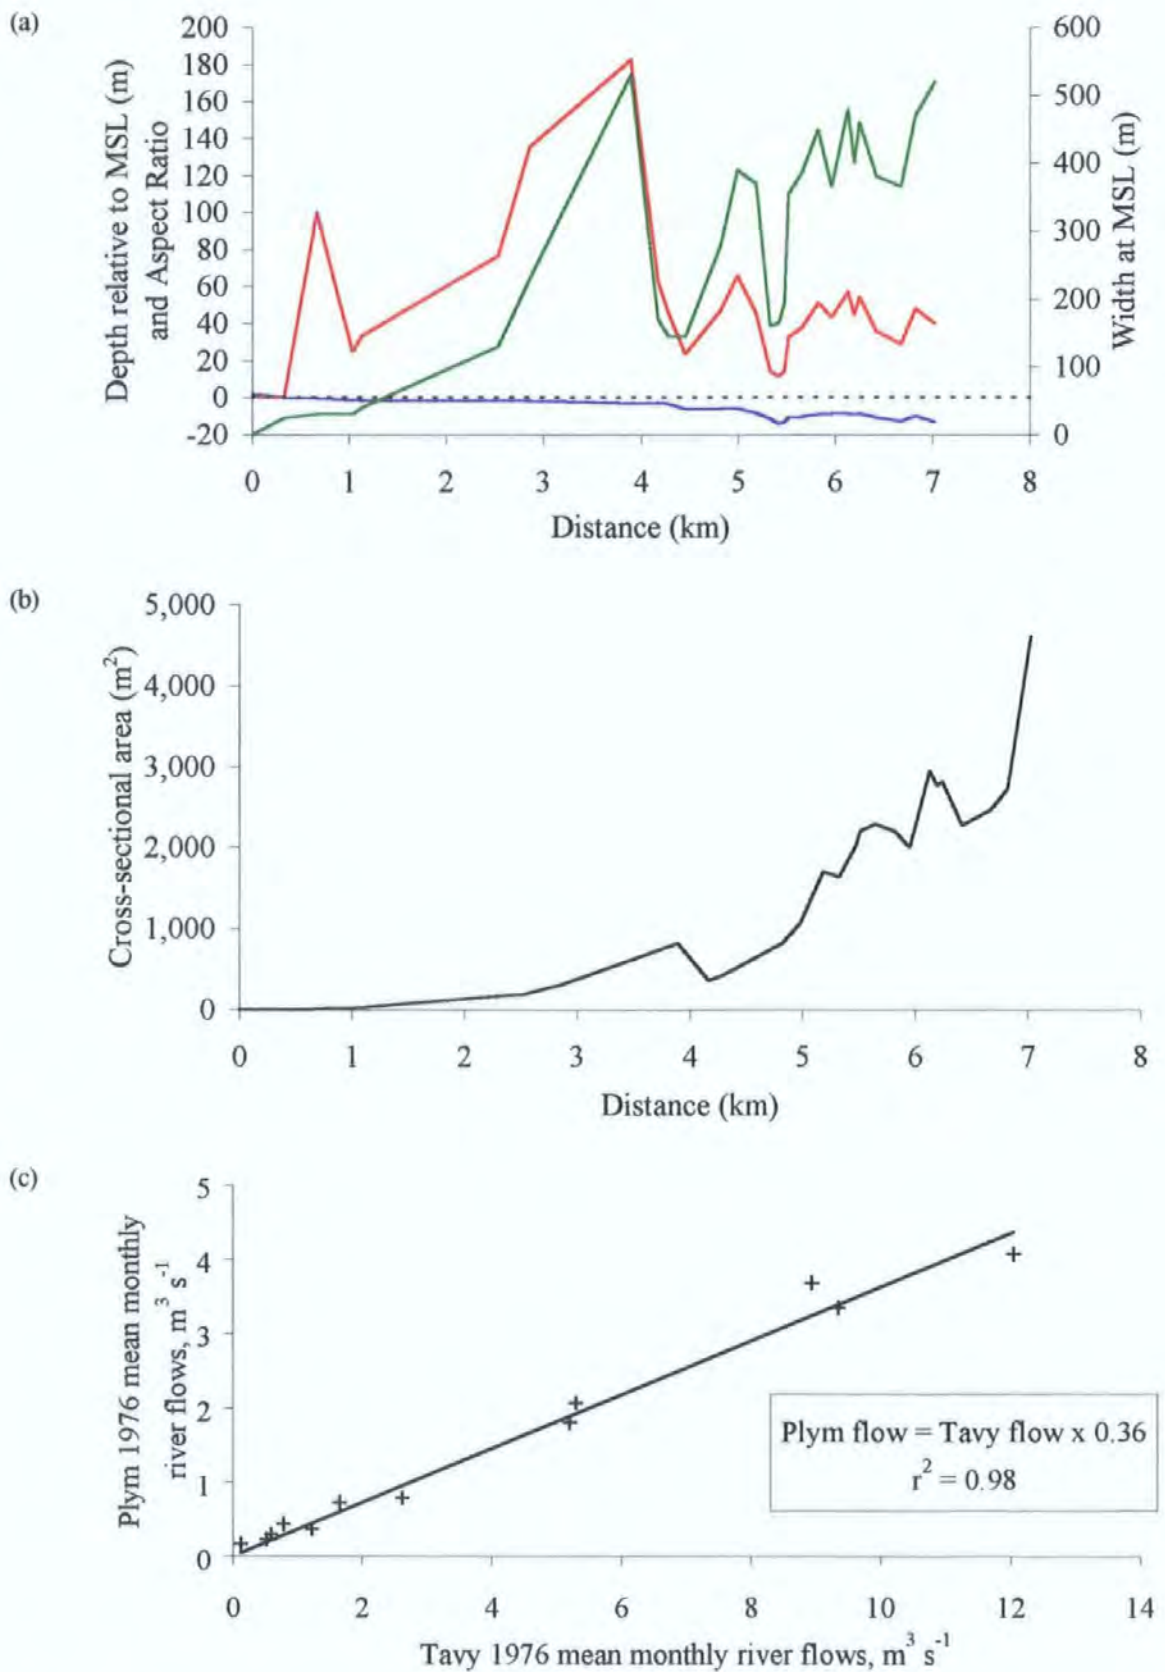 (a)
200
180
160
140
120
100
80
60
40
20
0
-20
Depth relative to MSL (m)
and Aspect Ratio
600
500
400
300
200
100
0
Width at MSL (m)
0 1 2 3 4 5 6 7 8
Distance (km)
(b)
5,000
4,000
3,000
2,000
1,000
0
Cross-sectional area (m²)
0 1 2 3 4 5 6 7 8
Distance (km)
(c)
5
4
3
2
1
0
Plym 1976 mean monthly
river flows, m³ s⁻¹
Plym flow = Tavy flow x 0.36
r² = 0.98
0 2 4 6 8 10 12 14
Tavy 1976 mean monthly river flows, m³ s⁻¹